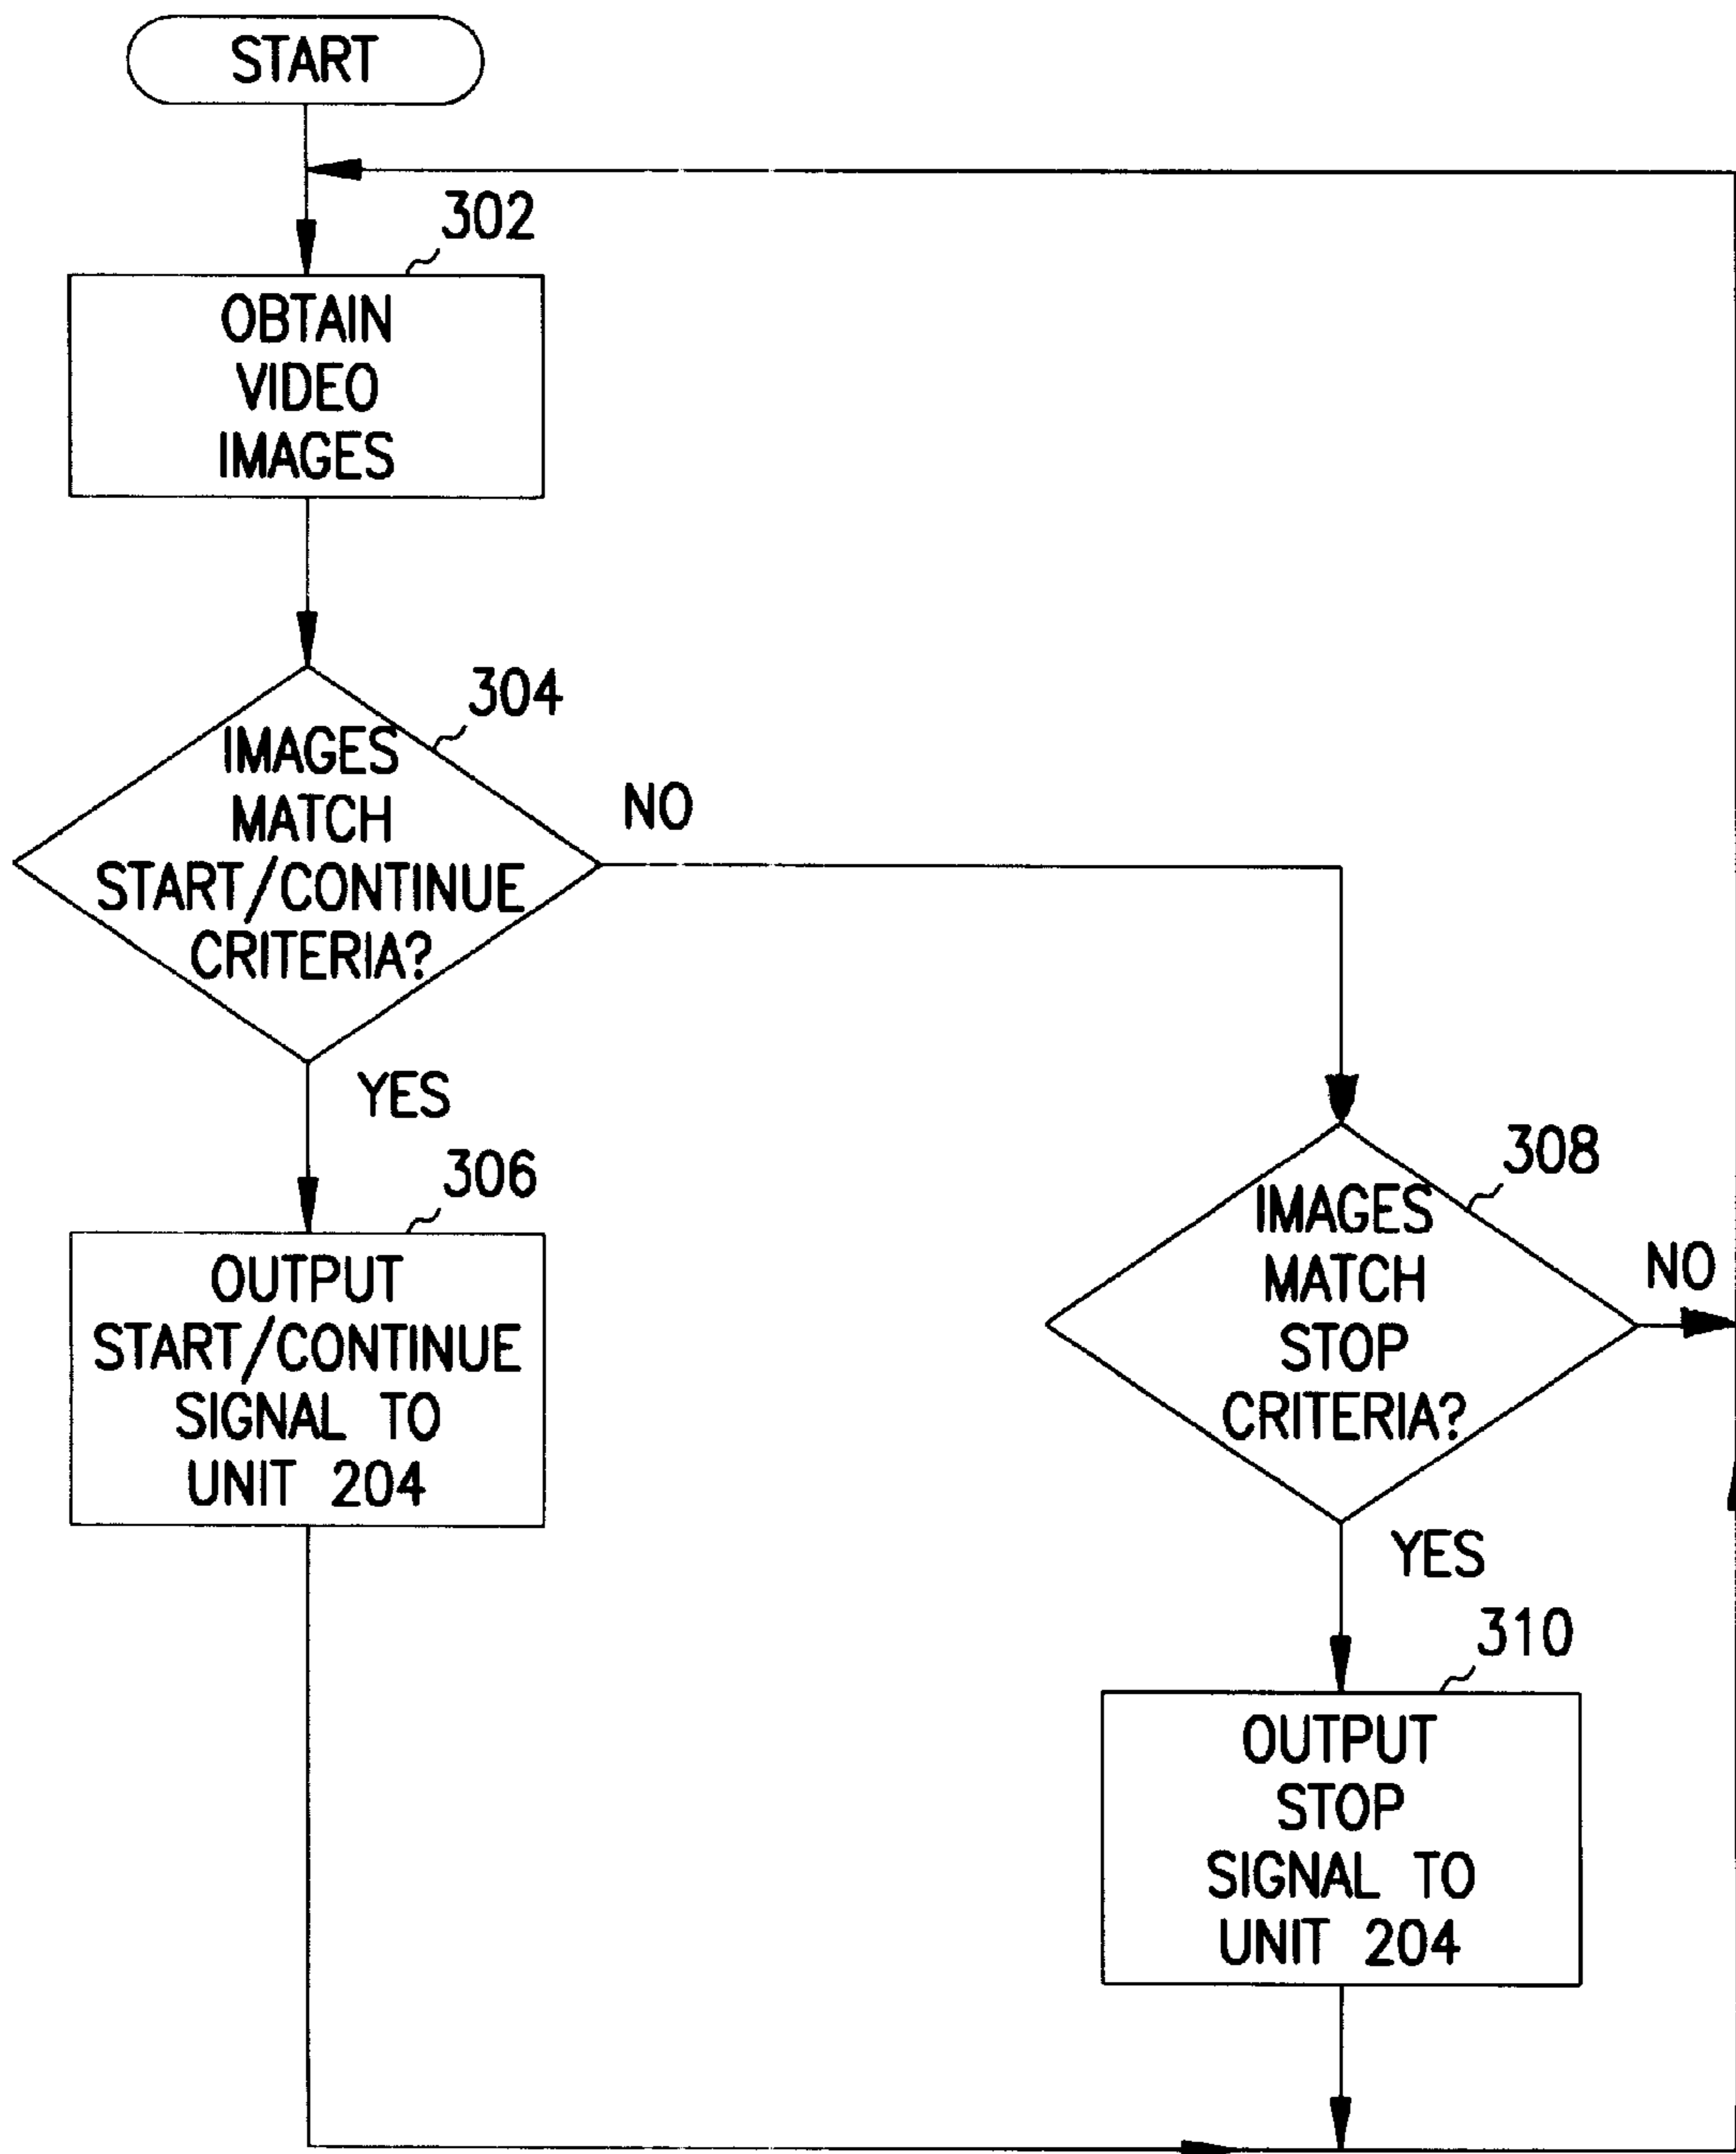 START
302
OBTAIN
VIDEO
IMAGES
304
IMAGES
MATCH
START/CONTINUE
CRITERIA?
NO
YES
306
OUTPUT
START/CONTINUE
SIGNAL TO
UNIT 204
308
IMAGES
MATCH
STOP
CRITERIA?
NO
YES
310
OUTPUT
STOP
SIGNAL TO
UNIT 204